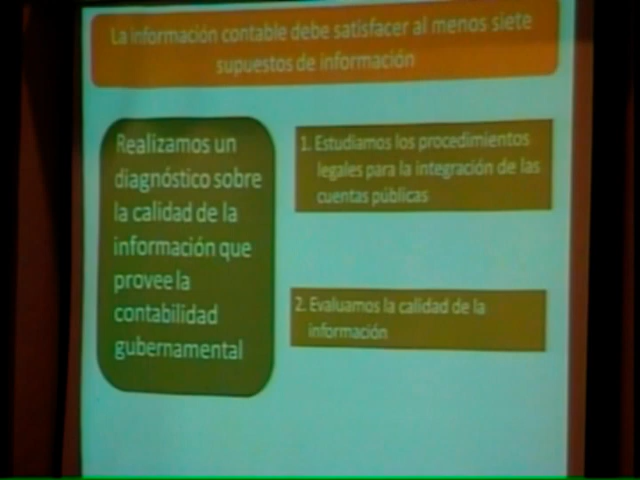 La información contable debe satisfacer al menos siete
supuestos de información
Realizamos un
diagnóstico sobre
la calidad de la
información que
provee la
contabilidad
gubernamental
1. Estudiamos los procedimientos
legales para la integración de las
cuentas públicas
2. Evaluamos la calidad de la
información